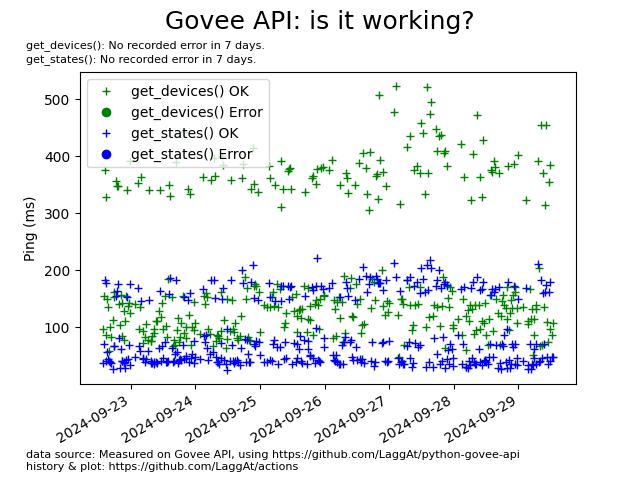 Govee API: is it working?
get_devices(): No recorded error in 7 days.
get_states(): No recorded error in 7 days.
get_devices() OK
get_devices() Error
get_states() OK
get_states() Error
Ping (ms)
500
400
300
200
100
2024-09-23
2024-09-24
2024-09-25
2024-09-26
2024-09-27
2024-09-28
2024-09-29
data source: Measured on Govee API, using https://github.com/LaggAt/python-govee-api
history & plot: https://github.com/LaggAt/actions